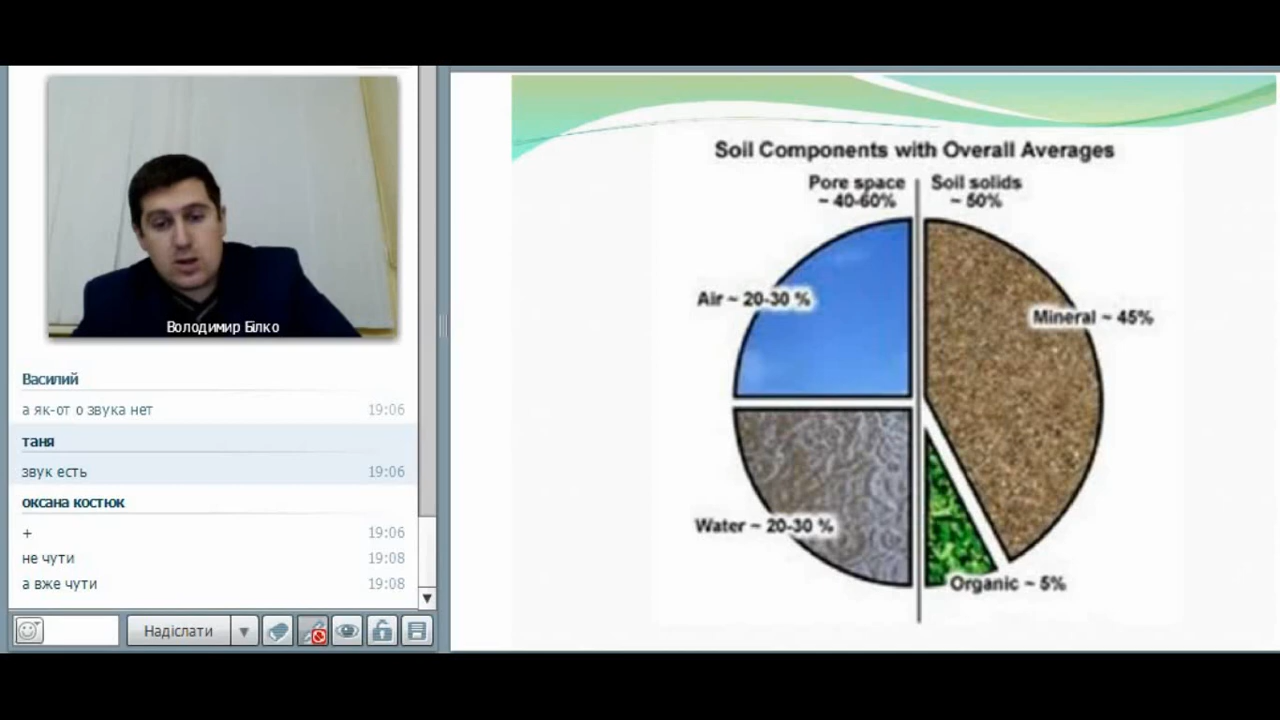 Володимир Білко
Василий
а як-от о звука нет 19:06
таня
звук есть 19:06
оксана костюк
+ 19:06
не чути 19:08
а вже чути 19:08
Надіслати
Soil Components with Overall Averages
Pore space
~ 40-60%
Soil solids
~ 50%
Air ~ 20-30 %
Mineral ~ 45%
Water ~ 20-30 %
Organic ~ 5%